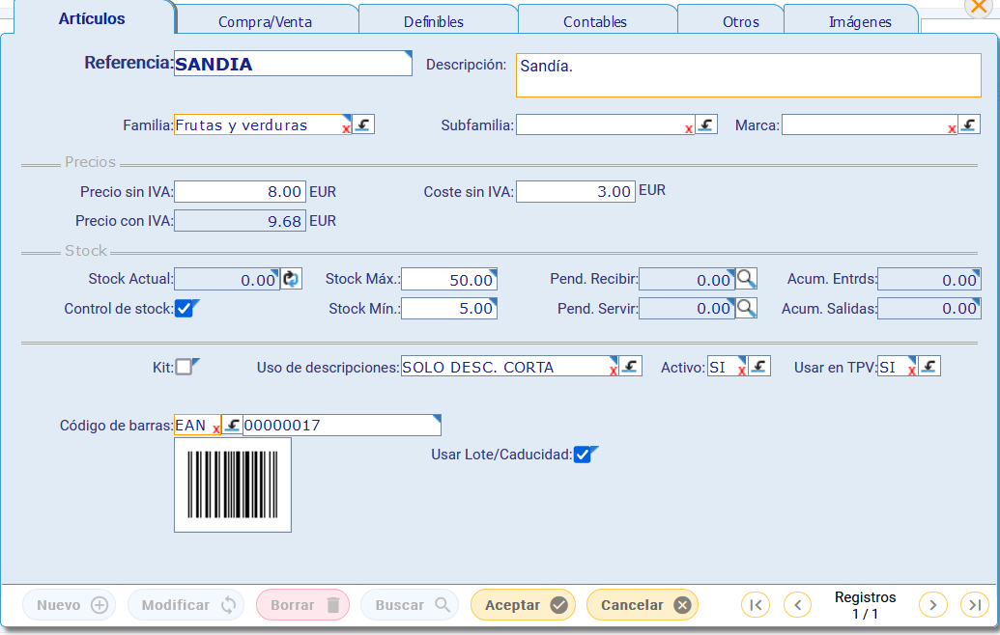 Artículos Compra/Venta Definibles Contables Otros Imágenes
Referencia: SANDIA Descripción: Sandía.
Familia: Frutas y verduras x Subfamilia: x Marca: x
Precios
Precio sin IVA: 8.00 EUR Coste sin IVA: 3.00 EUR
Precio con IVA: 9.68 EUR
Stock
Stock Actual: 0.00 Stock Máx.: 50.00 Pend. Recibir: 0.00 Acum. Entrds: 0.00
Control de stock: Stock Mín.: 5.00 Pend. Servir: 0.00 Acum. Salidas: 0.00
Kit: Uso de descripciones: SOLO DESC. CORTA x Activo: SI x Usar en TPV: SI x
Código de barras: EAN x 00000017
Usar Lote/Caducidad:
Nuevo Modificar Borrar Buscar Aceptar Cancelar Registros
1 / 1